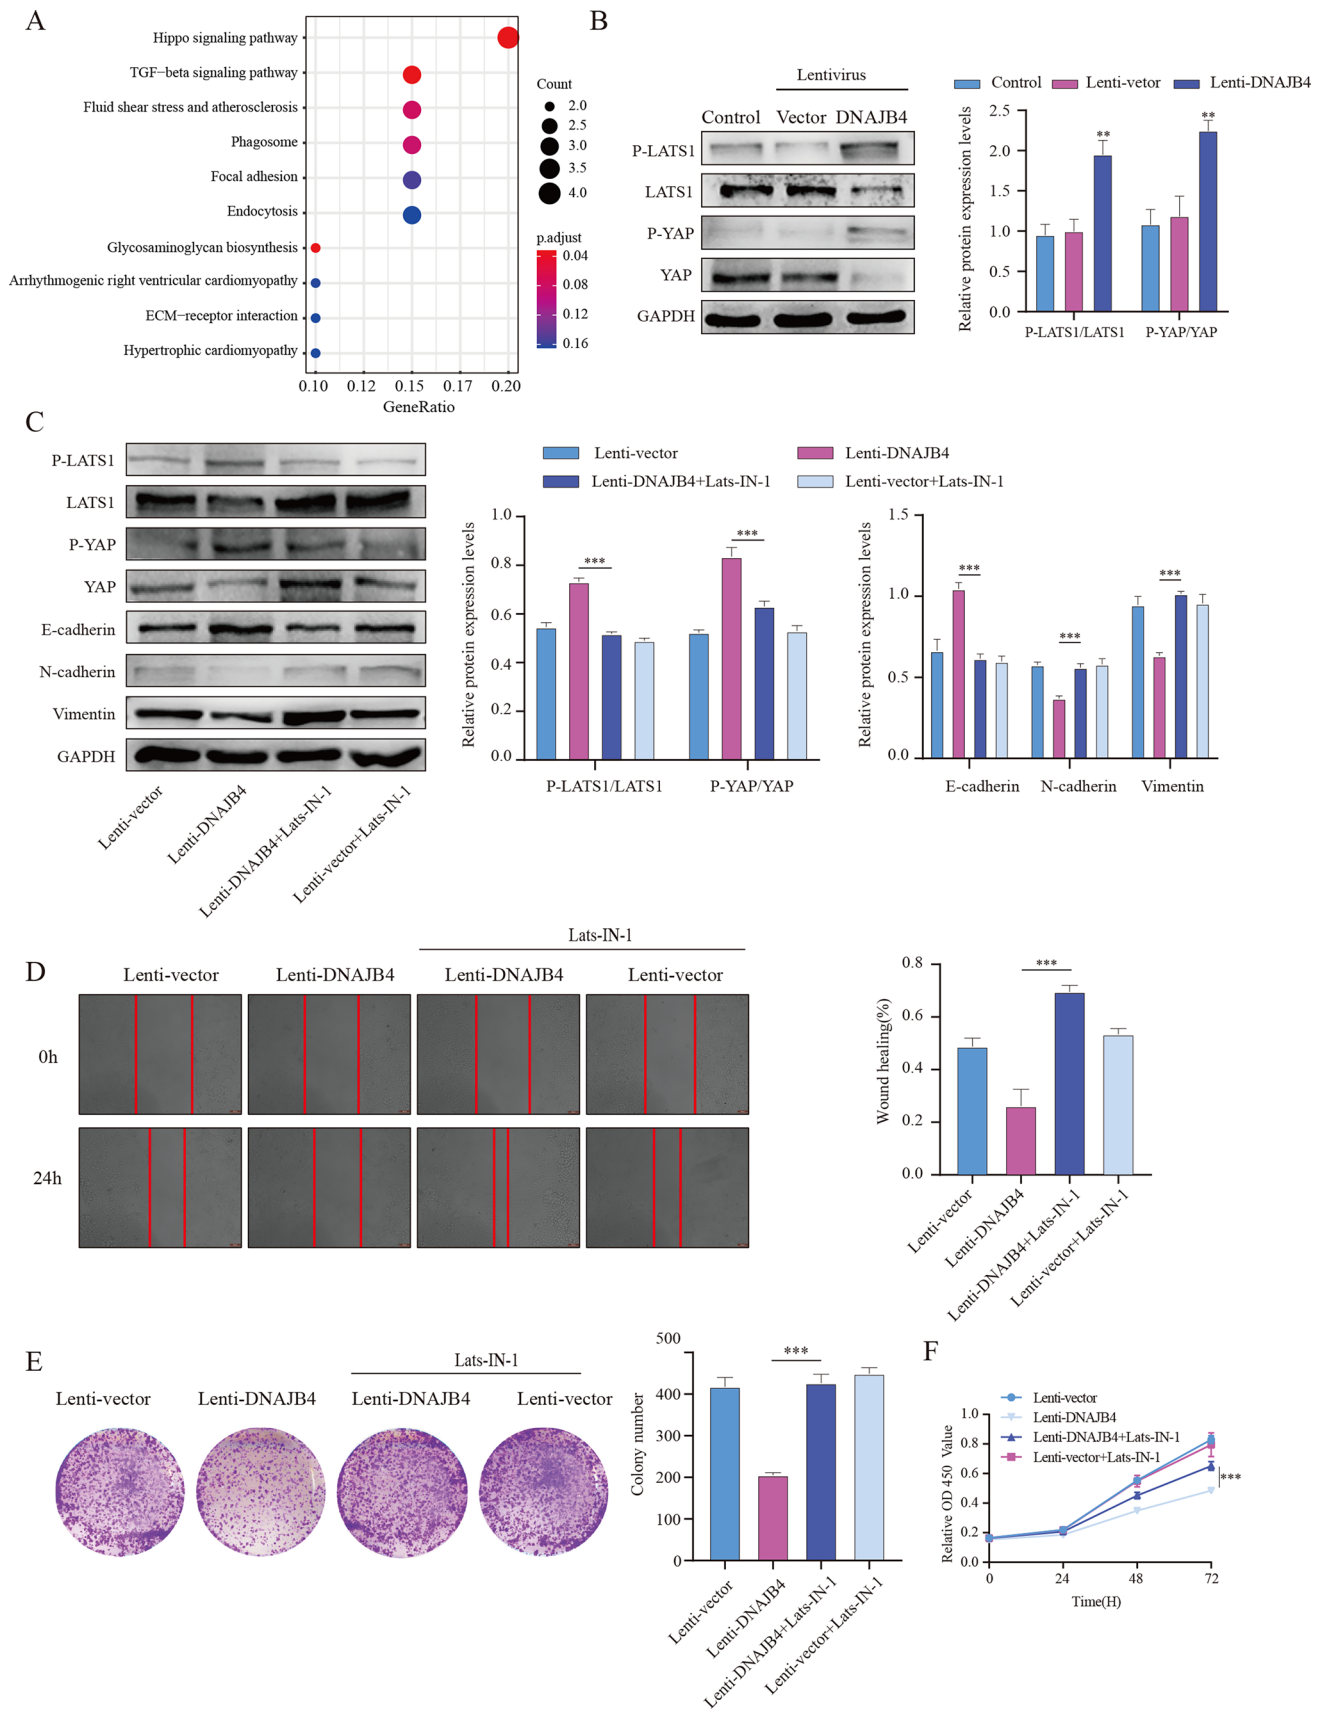 A
Hippo signaling pathway
TGF−beta signaling pathway
Fluid shear stress and atherosclerosis
Phagosome
Focal adhesion
Endocytosis
Glycosaminoglycan biosynthesis
Arrhythmogenic right ventricular cardiomyopathy
ECM−receptor interaction
Hypertrophic cardiomyopathy
0.10 0.12 0.15 0.17 0.20
GeneRatio
Count
2.0
2.5
3.0
3.5
4.0
p.adjust
0.04
0.08
0.12
0.16
B
Lentivirus
Control Vector DNAJB4
P-LATS1
LATS1
P-YAP
YAP
GAPDH
Control Lenti-vetor Lenti-DNAJB4
Relative protein expression levels
2.5
2.0
1.5
1.0
0.5
0
** **
P-LATS1/LATS1 P-YAP/YAP
C
P-LATS1
LATS1
P-YAP
YAP
E-cadherin
N-cadherin
Vimentin
GAPDH
Lenti-vector
Lenti-DNAJB4
Lenti-DNAJB4+Lats-IN-1
Lenti-vector+Lats-IN-1
Lenti-vector Lenti-DNAJB4
Lenti-DNAJB4+Lats-IN-1 Lenti-vector+Lats-IN-1
Relative protein expression levels
1.0
0.8
0.6
0.4
0.2
0.0
*** ***
P-LATS1/LATS1 P-YAP/YAP
Relative protein expression levels
1.5
1.0
0.5
0.0
*** *** ***
E-cadherin N-cadherin Vimentin
D
Lats-IN-1
Lenti-vector Lenti-DNAJB4 Lenti-DNAJB4 Lenti-vector
0h
24h
Wound healing(%)
0.8
0.6
0.4
0.2
0.0
***
Lenti-vector
Lenti-DNAJB4
Lenti-DNAJB4+Lats-IN-1
Lenti-vector+Lats-IN-1
E
Lats-IN-1
Lenti-vector Lenti-DNAJB4 Lenti-DNAJB4 Lenti-vector
Colony number
500
400
300
200
100
0
***
Lenti-vector
Lenti-DNAJB4
Lenti-DNAJB4+Lats-IN-1
Lenti-vector+Lats-IN-1
F
Lenti-vector
Lenti-DNAJB4
Lenti-DNAJB4+Lats-IN-1
Lenti-vector+Lats-IN-1
Relative OD 450 Value
1.0
0.8
0.6
0.4
0.2
0.0
***
0 24 48 72
Time(H)